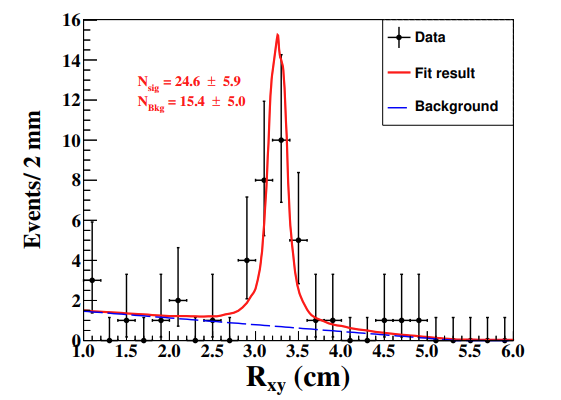 16
14
12
10
8
6
4
2
0
Events/ 2 mm
N_sig = 24.6 ± 5.9
N_Bkg = 15.4 ± 5.0
Data
Fit result
Background
1.0 1.5 2.0 2.5 3.0 3.5 4.0 4.5 5.0 5.5 6.0
R_xy (cm)